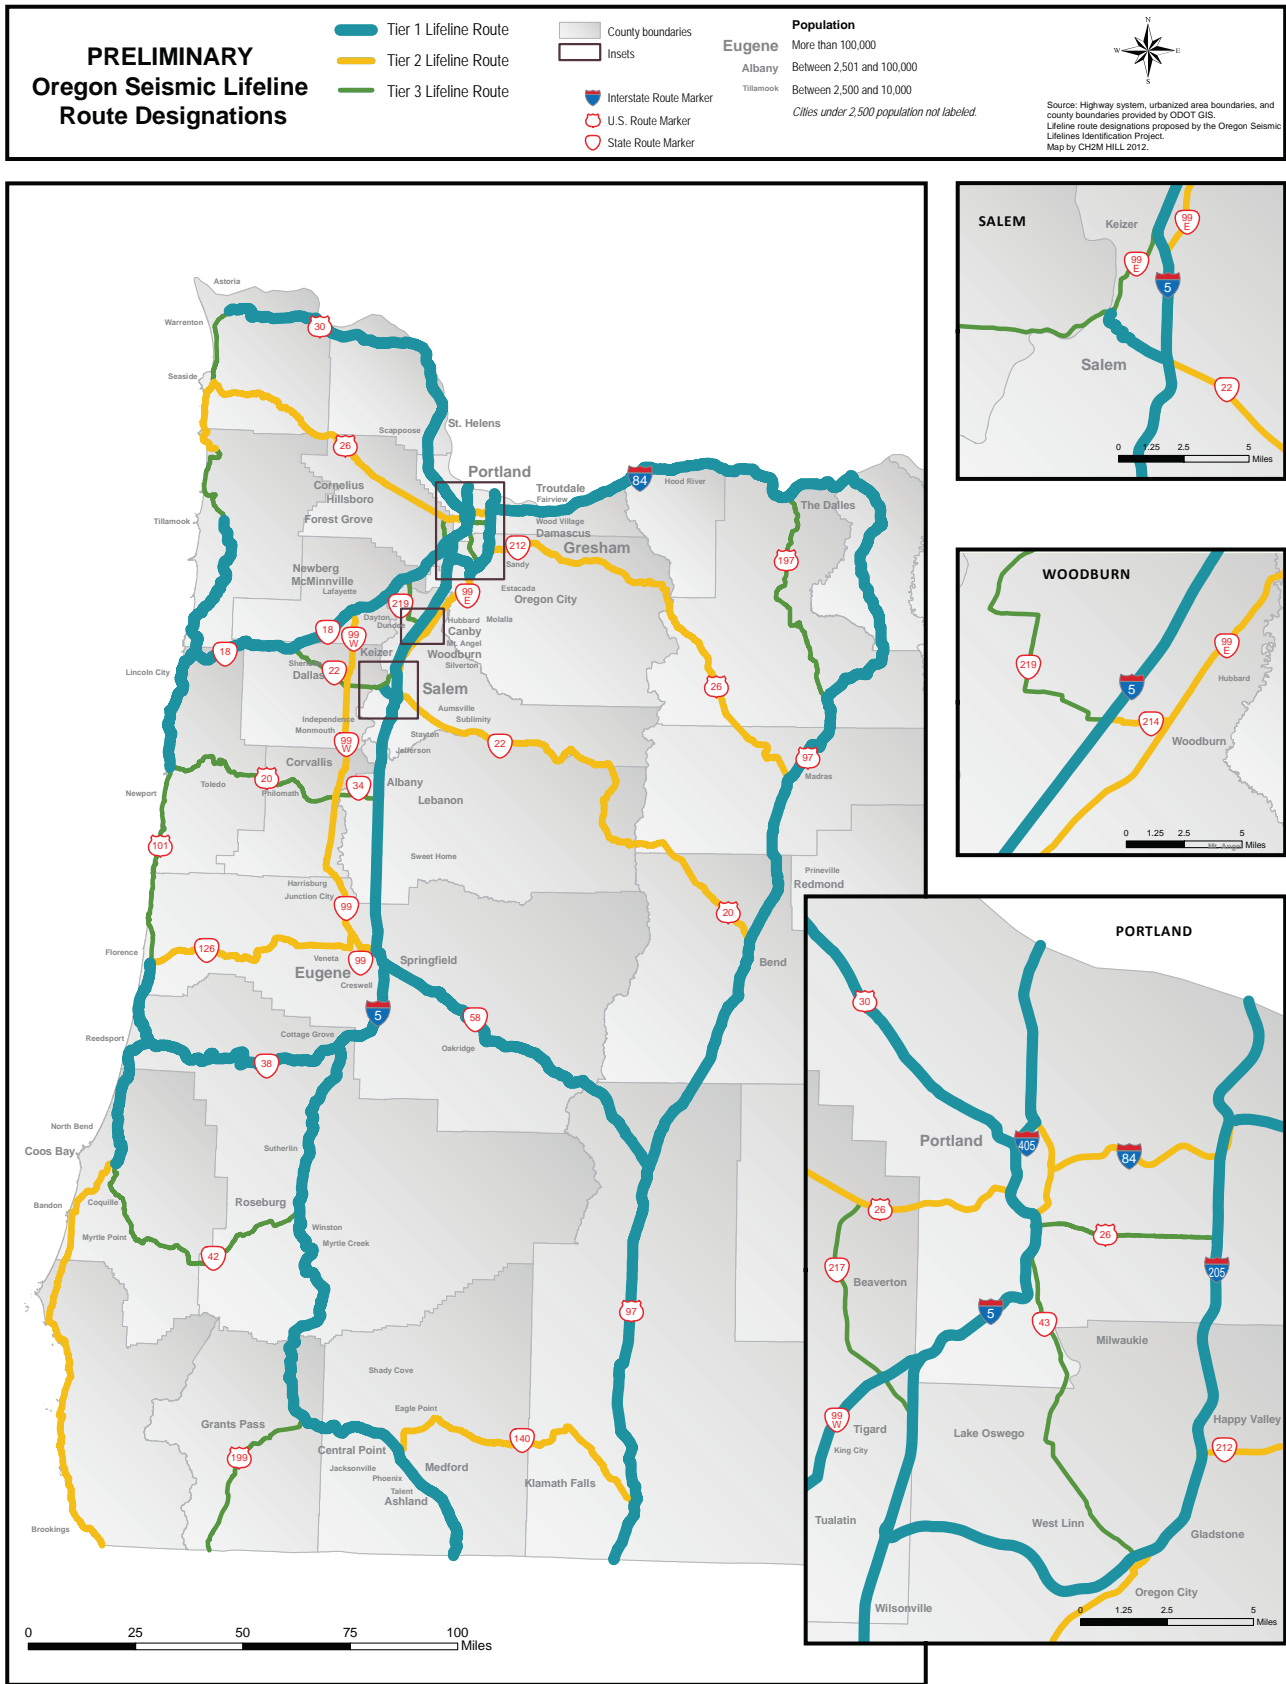 PRELIMINARY
Oregon Seismic Lifeline
Route Designations
Tier 1 Lifeline Route
Tier 2 Lifeline Route
Tier 3 Lifeline Route
County boundaries
Insets
Interstate Route Marker
U.S. Route Marker
State Route Marker
Population
Eugene More than 100,000
Albany Between 2,501 and 100,000
Tillamook Between 2,500 and 10,000
Cities under 2,500 population not labeled.
N
W E
S
Source: Highway system, urbanized area boundaries, and
county boundaries provided by ODOT GIS.
Lifeline route designations proposed by the Oregon Seismic
Lifelines Identification Project.
Map by CH2M HILL 2012.
Astoria
Warrenton
30
Seaside
St. Helens
Scappoose
26
Portland
Cornelius
Hillsboro
Troutdale
Fairview
84
Hood River
The Dalles
Tillamook
Forest Grove
Wood Village
Damascus
212
Gresham
Sandy
197
Newberg
McMinnville
Lafayette
Estacada
Oregon City
99
E
219
Dayton
Dundee
Hubbard
Molalla
Canby
18
99
W
Mt. Angel
Woodburn
Silverton
18
Keizer
Sheridan
Dallas
22
Lincoln City
Salem
26
Aumsville
Sublimity
Independence
Monmouth
Stayton
22
99
W
Jefferson
Corvallis
97
Madras
20
Toledo
Philomath
34
Albany
Lebanon
Newport
101
Sweet Home
Prineville
Redmond
Harrisburg
Junction City
99
20
126
Florence
Veneta
Eugene
99
Springfield
Creswell
Bend
5
58
Reedsport
Cottage Grove
38
Oakridge
North Bend
Coos Bay
Sutherlin
Bandon
Coquille
Roseburg
Myrtle Point
Winston
Myrtle Creek
42
97
Shady Cove
Eagle Point
Grants Pass
199
Central Point
Jacksonville
Phoenix
Talent
Ashland
Medford
140
Klamath Falls
Brookings
0 25 50 75 100
Miles
SALEM
Keizer
99
E
99
E
5
Salem
22
0 1.25 2.5 5
Miles
WOODBURN
99
E
219
5
Hubbard
214
Woodburn
0 1.25 2.5 5
Mt. Angel Miles
PORTLAND
30
Portland
405
84
26
26
217
Beaverton
205
5
43
Milwaukie
99
W
Tigard
King City
Lake Oswego
Happy Valley
212
Tualatin
West Linn
Gladstone
Wilsonville
Oregon City
0 1.25 2.5 5
Miles